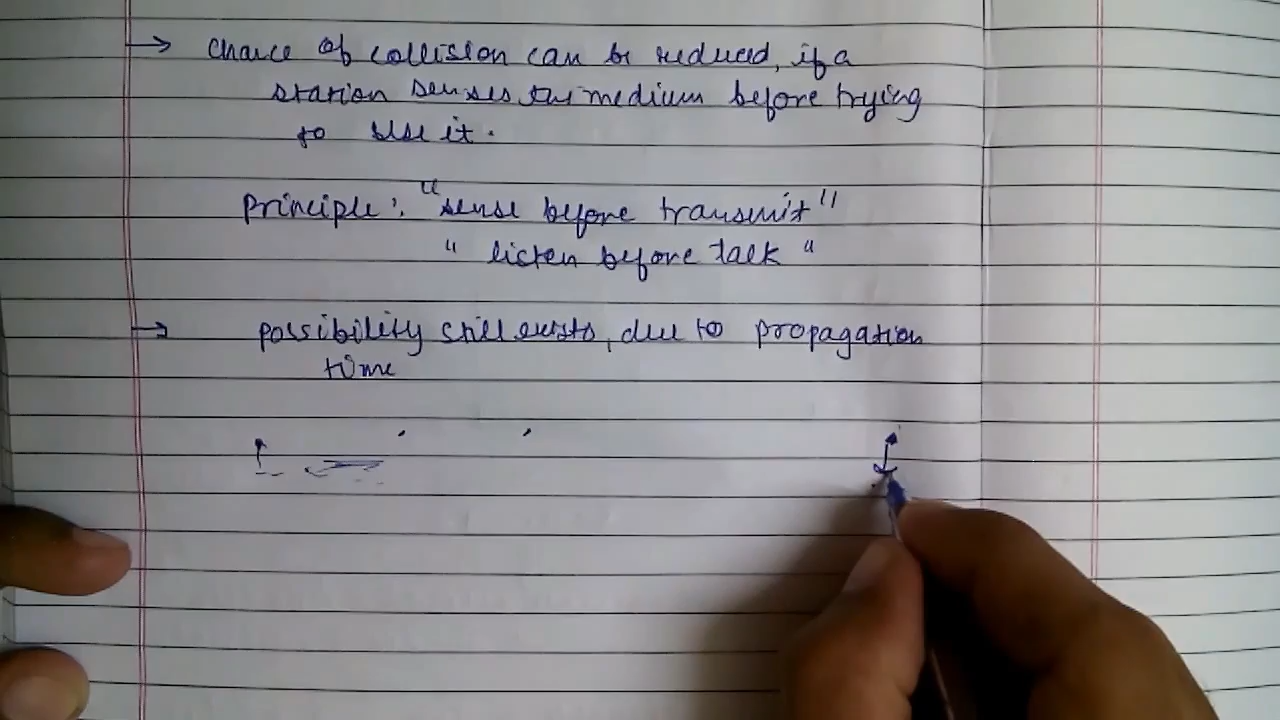 → Chance of collision can be reduced, if a
station senses the medium before trying
to use it.
Principle: "sense before transmit"
"listen before talk"
→ possibility still exists, due to propagation
time